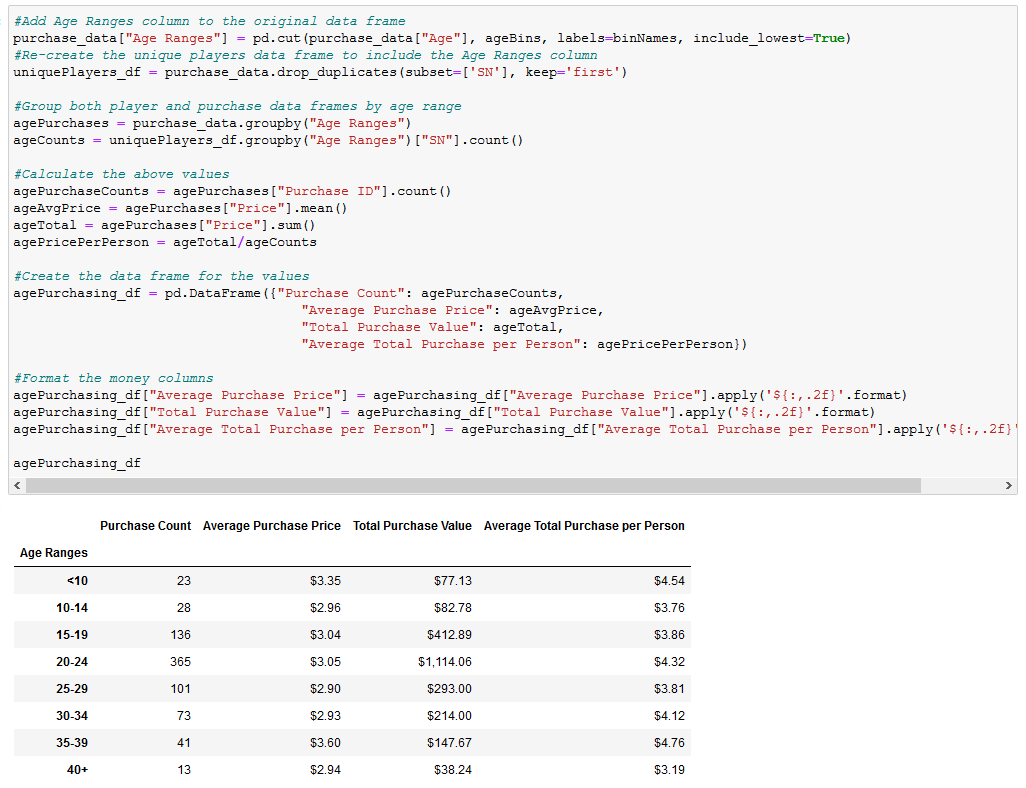 #Add Age Ranges column to the original data frame
purchase_data["Age Ranges"] = pd.cut(purchase_data["Age"], ageBins, labels=binNames, include_lowest=True)
#Re-create the unique players data frame to include the Age Ranges column
uniquePlayers_df = purchase_data.drop_duplicates(subset=['SN'], keep='first')

#Group both player and purchase data frames by age range
agePurchases = purchase_data.groupby("Age Ranges")
ageCounts = uniquePlayers_df.groupby("Age Ranges")["SN"].count()

#Calculate the above values
agePurchaseCounts = agePurchases["Purchase ID"].count()
ageAvgPrice = agePurchases["Price"].mean()
ageTotal = agePurchases["Price"].sum()
agePricePerPerson = ageTotal/ageCounts

#Create the data frame for the values
agePurchasing_df = pd.DataFrame({"Purchase Count": agePurchaseCounts,
                                    "Average Purchase Price": ageAvgPrice,
                                    "Total Purchase Value": ageTotal,
                                    "Average Total Purchase per Person": agePricePerPerson})

#Format the money columns
agePurchasing_df["Average Purchase Price"] = agePurchasing_df["Average Purchase Price"].apply('${:,.2f}'.format)
agePurchasing_df["Total Purchase Value"] = agePurchasing_df["Total Purchase Value"].apply('${:,.2f}'.format)
agePurchasing_df["Average Total Purchase per Person"] = agePurchasing_df["Average Total Purchase per Person"].apply('${:,.2f}'

agePurchasing_df

Purchase Count Average Purchase Price Total Purchase Value Average Total Purchase per Person
Age Ranges
<10 23 $3.35 $77.13 $4.54
10-14 28 $2.96 $82.78 $3.76
15-19 136 $3.04 $412.89 $3.86
20-24 365 $3.05 $1,114.06 $4.32
25-29 101 $2.90 $293.00 $3.81
30-34 73 $2.93 $214.00 $4.12
35-39 41 $3.60 $147.67 $4.76
40+ 13 $2.94 $38.24 $3.19